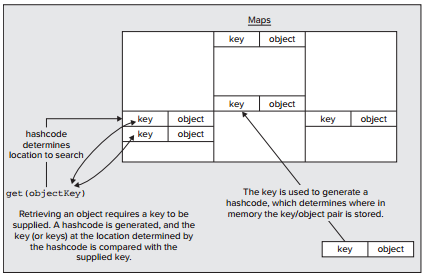 Maps
key object
key object
key object
key object
key object
hashcode
determines
location to search
get(objectKey)
Retrieving an object requires a key to be
supplied. A hashcode is generated, and the
key (or keys) at the location determined by
the hashcode is compared with the
supplied key.
The key is used to generate a
hashcode, which determines where in
memory the key/object pair is stored.
key object